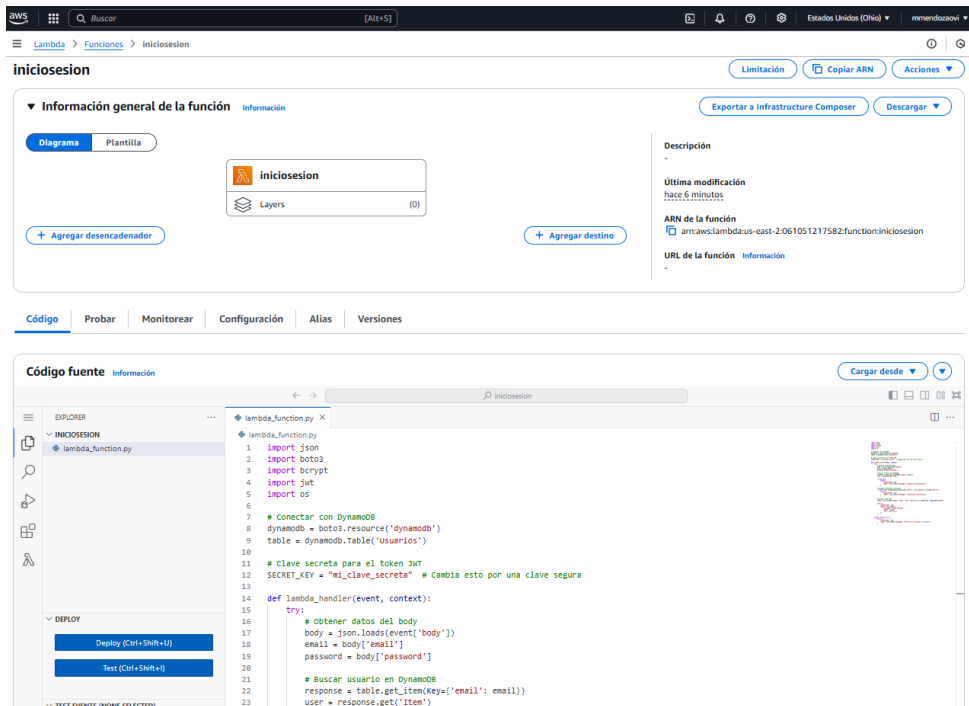 aws Buscar [Alt+S] Estados Unidos (Ohio) mmendozaovi
Lambda > Funciones > iniciosesion
iniciosesion Limitación Copiar ARN Acciones
Información general de la función Información Exportar a Infrastructure Composer Descargar
Diagrama Plantilla
iniciosesion
Layers (0)
+ Agregar desencadenador
+ Agregar destino
Descripción
-
Última modificación
hace 6 minutos
ARN de la función
arn:aws:lambda:us-east-2:061051217582:function:iniciosesion
URL de la función Información
-
Código Probar Monitorear Configuración Alias Versiones
Código fuente Información Cargar desde
iniciosesion
EXPLORER ...
INICIOSESION
lambda_function.py
DEPLOY
Deploy (Ctrl+Shift+U)
Test (Ctrl+Shift+I)
TEST EVENTS [NONE SELECTED]
lambda_function.py ×
lambda_function.py
1 import json
2 import boto3
3 import bcrypt
4 import jwt
5 import os
6
7 # Conectar con DynamoDB
8 dynamodb = boto3.resource('dynamodb')
9 table = dynamodb.Table('Usuarios')
10
11 # Clave secreta para el token JWT
12 SECRET_KEY = "mi_clave_secreta" # Cambia esto por una clave segura
13
14 def lambda_handler(event, context):
15 try:
16 # Obtener datos del body
17 body = json.loads(event['body'])
18 email = body['email']
19 password = body['password']
20
21 # Buscar usuario en DynamoDB
22 response = table.get_item(Key={'email': email})
23 user = response.get('Item')